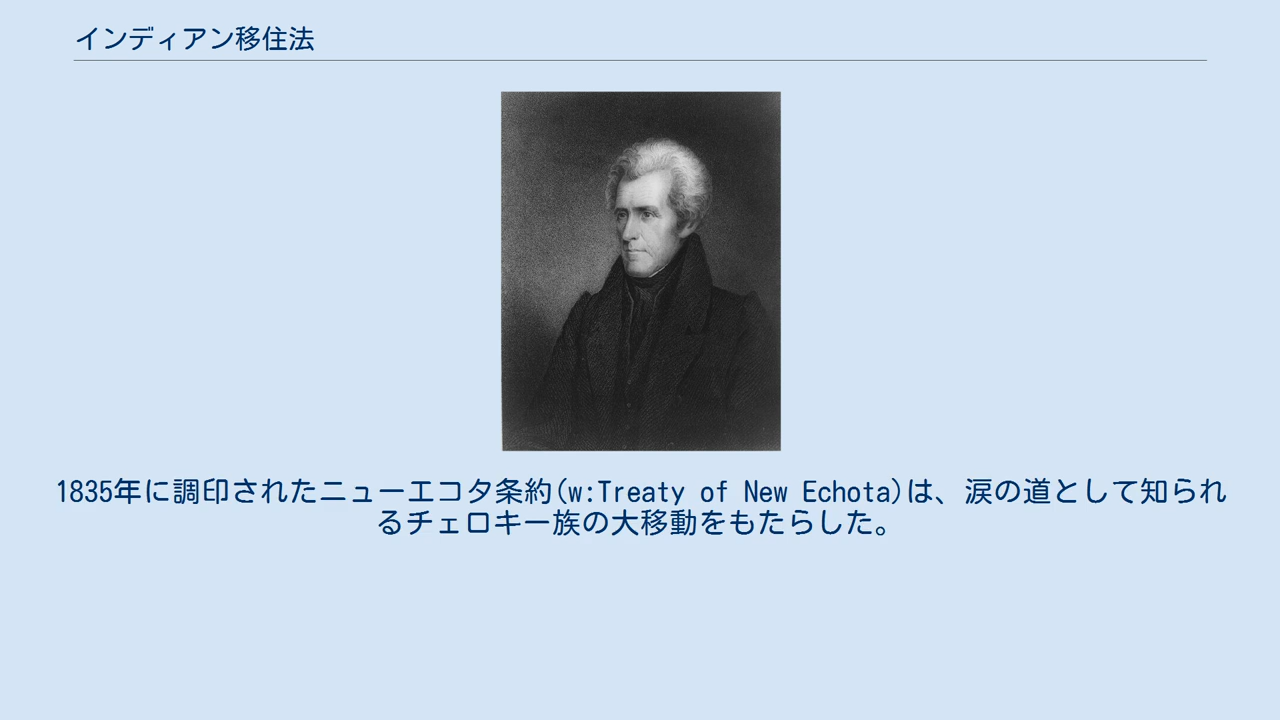 インディアン移住法
1835年に調印されたニューエコタ条約(w:Treaty of New Echota)は、涙の道として知られ
るチェロキー族の大移動をもたらした。